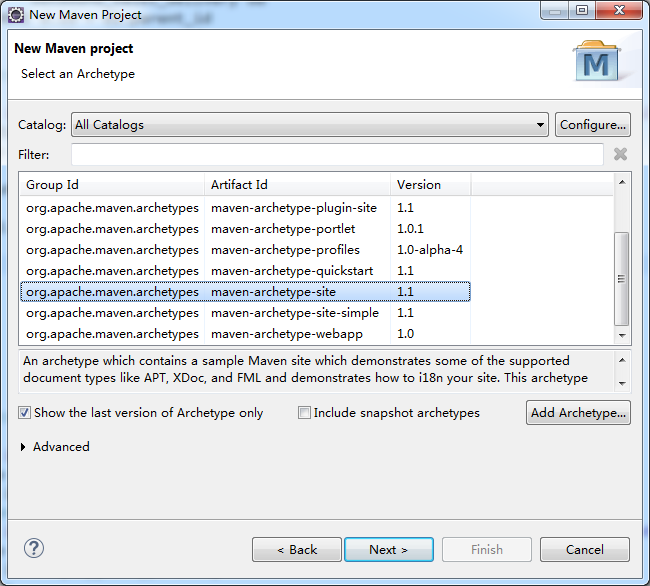 parent_id
New Maven Project
New Maven project
Select an Archetype
M
Catalog: All Catalogs Configure...
Filter:
Group Id Artifact Id Version
org.apache.maven.archetypes maven-archetype-plugin-site 1.1
org.apache.maven.archetypes maven-archetype-portlet 1.0.1
org.apache.maven.archetypes maven-archetype-profiles 1.0-alpha-4
org.apache.maven.archetypes maven-archetype-quickstart 1.1
org.apache.maven.archetypes maven-archetype-site 1.1
org.apache.maven.archetypes maven-archetype-site-simple 1.1
org.apache.maven.archetypes maven-archetype-webapp 1.0
An archetype which contains a sample Maven site which demonstrates some of the supported
document types like APT, XDoc, and FML and demonstrates how to i18n your site. This archetype
Show the last version of Archetype only Include snapshot archetypes Add Archetype...
Advanced
? < Back Next > Finish Cancel